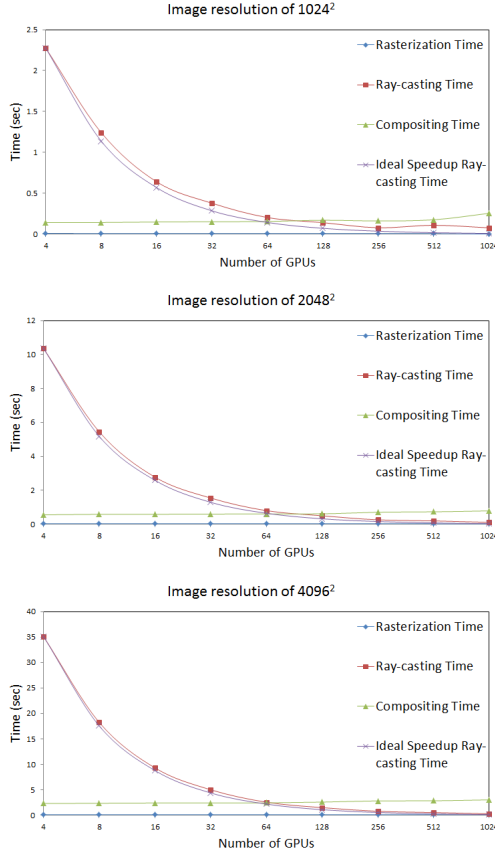 Image resolution of 1024²
2.5
2
1.5
1
0.5
0
Time (sec)
4 8 16 32 64 128 256 512 1024
Number of GPUs
Rasterization Time
Ray-casting Time
Compositing Time
Ideal Speedup Ray-
casting Time
Image resolution of 2048²
12
10
8
6
4
2
0
Time (sec)
4 8 16 32 64 128 256 512 1024
Number of GPUs
Rasterization Time
Ray-casting Time
Compositing Time
Ideal Speedup Ray-
casting Time
Image resolution of 4096²
40
35
30
25
20
15
10
5
0
Time (sec)
4 8 16 32 64 128 256 512 1024
Number of GPUs
Rasterization Time
Ray-casting Time
Compositing Time
Ideal Speedup Ray-
casting Time